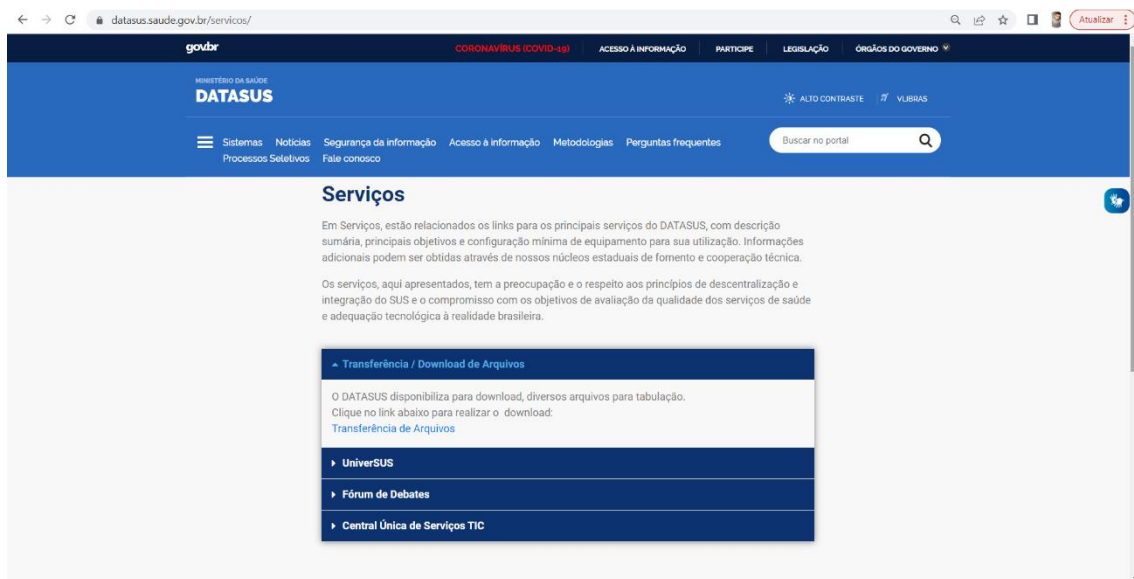 datasus.saude.gov.br/servicos/
Atualizar
gov.br
CORONAVÍRUS (COVID-19)
ACESSO À INFORMAÇÃO
PARTICIPE
LEGISLAÇÃO
ÓRGÃOS DO GOVERNO
MINISTÉRIO DA SAÚDE
DATASUS
ALTO CONTRASTE
VLIBRAS
Sistemas Notícias Segurança da informação Acesso à informação Metodologias Perguntas frequentes
Processos Seletivos Fale conosco
Buscar no portal
Serviços
Em Serviços, estão relacionados os links para os principais serviços do DATASUS, com descrição
sumária, principais objetivos e configuração mínima de equipamento para sua utilização. Informações
adicionais podem ser obtidas através de nossos núcleos estaduais de fomento e cooperação técnica.
Os serviços, aqui apresentados, tem a preocupação e o respeito aos princípios de descentralização e
integração do SUS e o compromisso com os objetivos de avaliação da qualidade dos serviços de saúde
e adequação tecnológica à realidade brasileira.
Transferência / Download de Arquivos
O DATASUS disponibiliza para download, diversos arquivos para tabulação.
Clique no link abaixo para realizar o download:
Transferência de Arquivos
UniverSUS
Fórum de Debates
Central Única de Serviços TIC